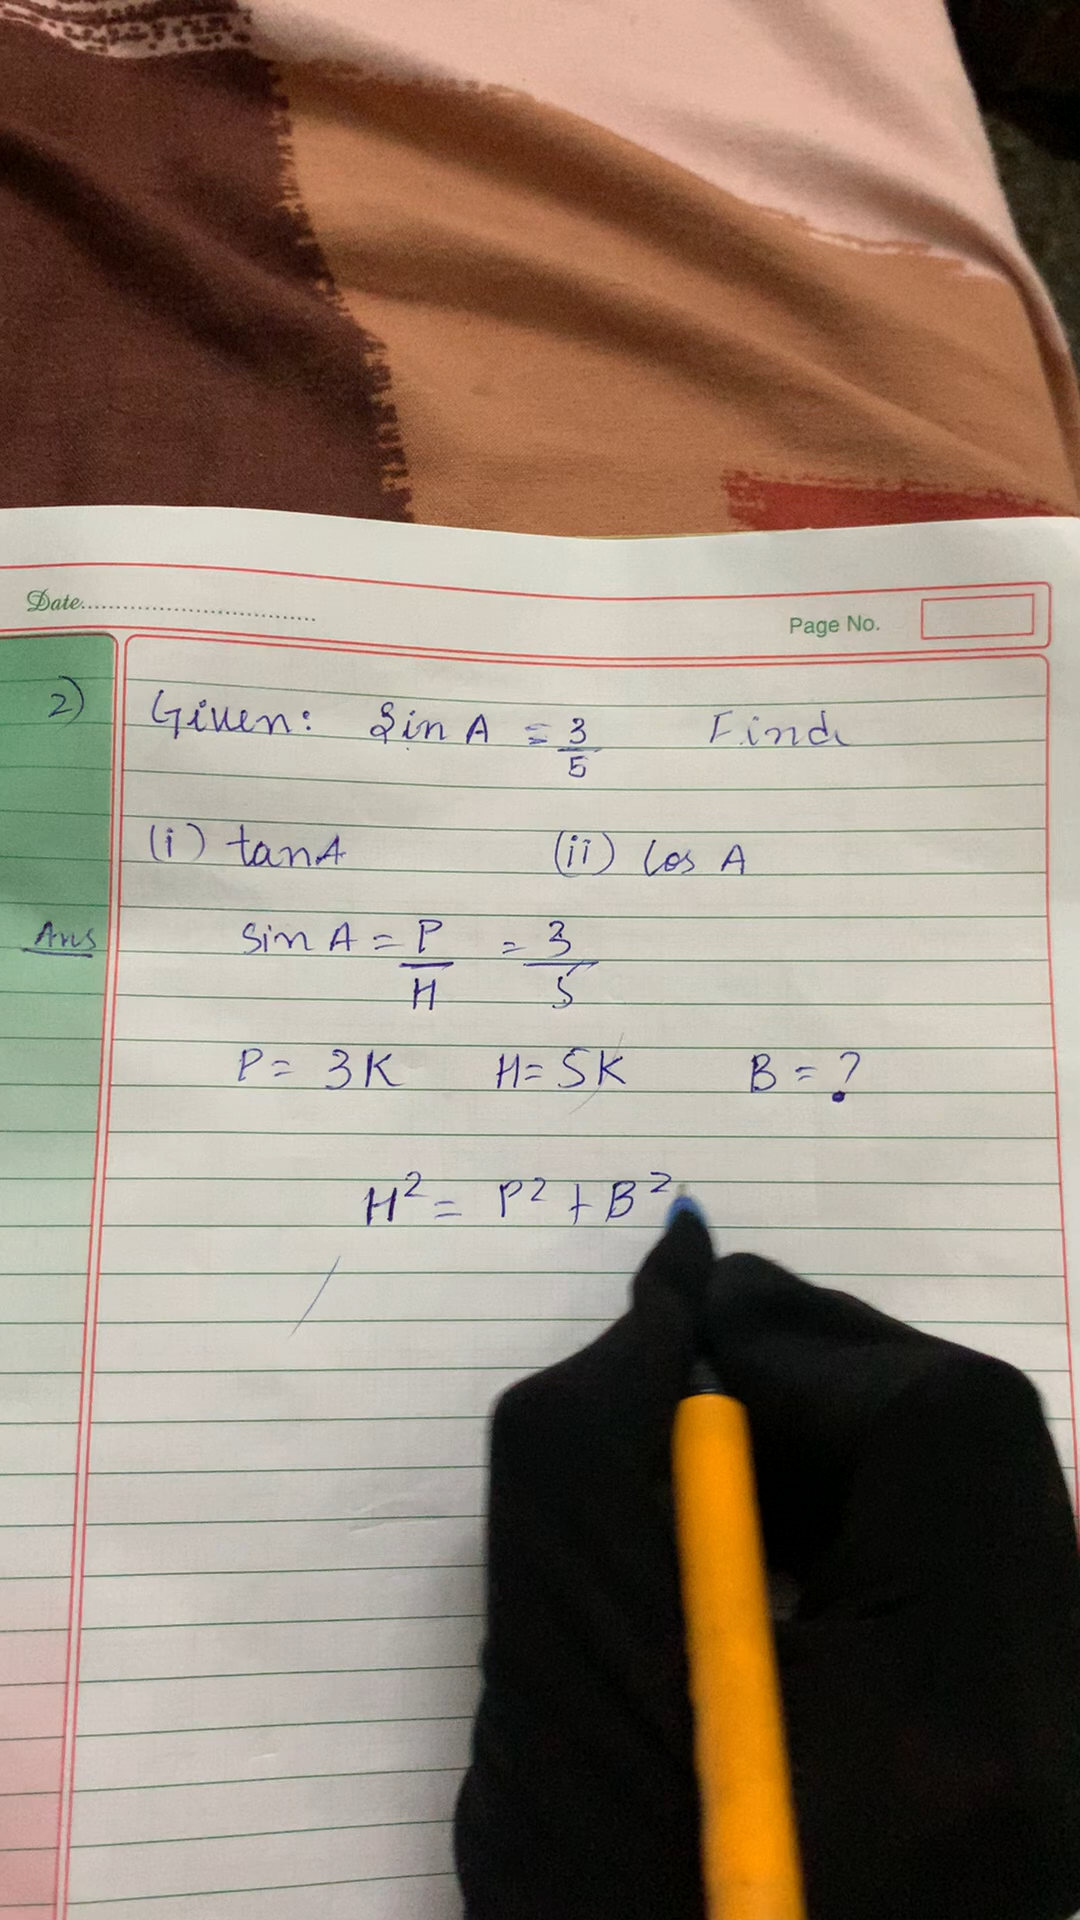 Date
Page No.
2) Given: Sin A = 3/5 Find
(i) tanA (ii) Cos A
Ans Sin A = P/H = 3/5
P = 3K H = 5K B = ?
H² = P² + B²